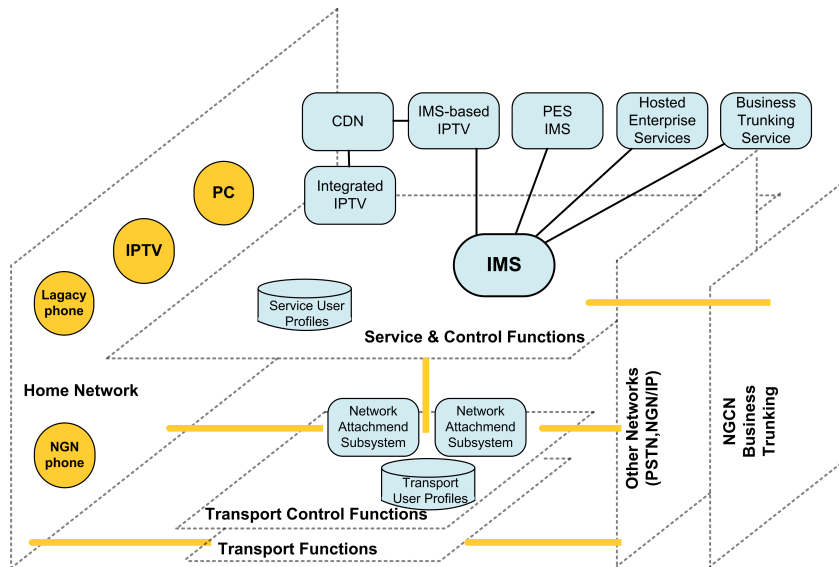 CDN
IMS-based
IPTV
PES
IMS
Hosted
Enterprise
Services
Business
Trunking
Service
Integrated
IPTV
PC
IPTV
IMS
Lagacy
phone
Service User
Profiles
Service & Control Functions
Home Network
Network
Attachmend
Subsystem
Network
Attachmend
Subsystem
NGN
phone
Transport
User Profiles
Transport Control Functions
Transport Functions
Other Networks
(PSTN,NGN/IP)
NGCN
Business
Trunking